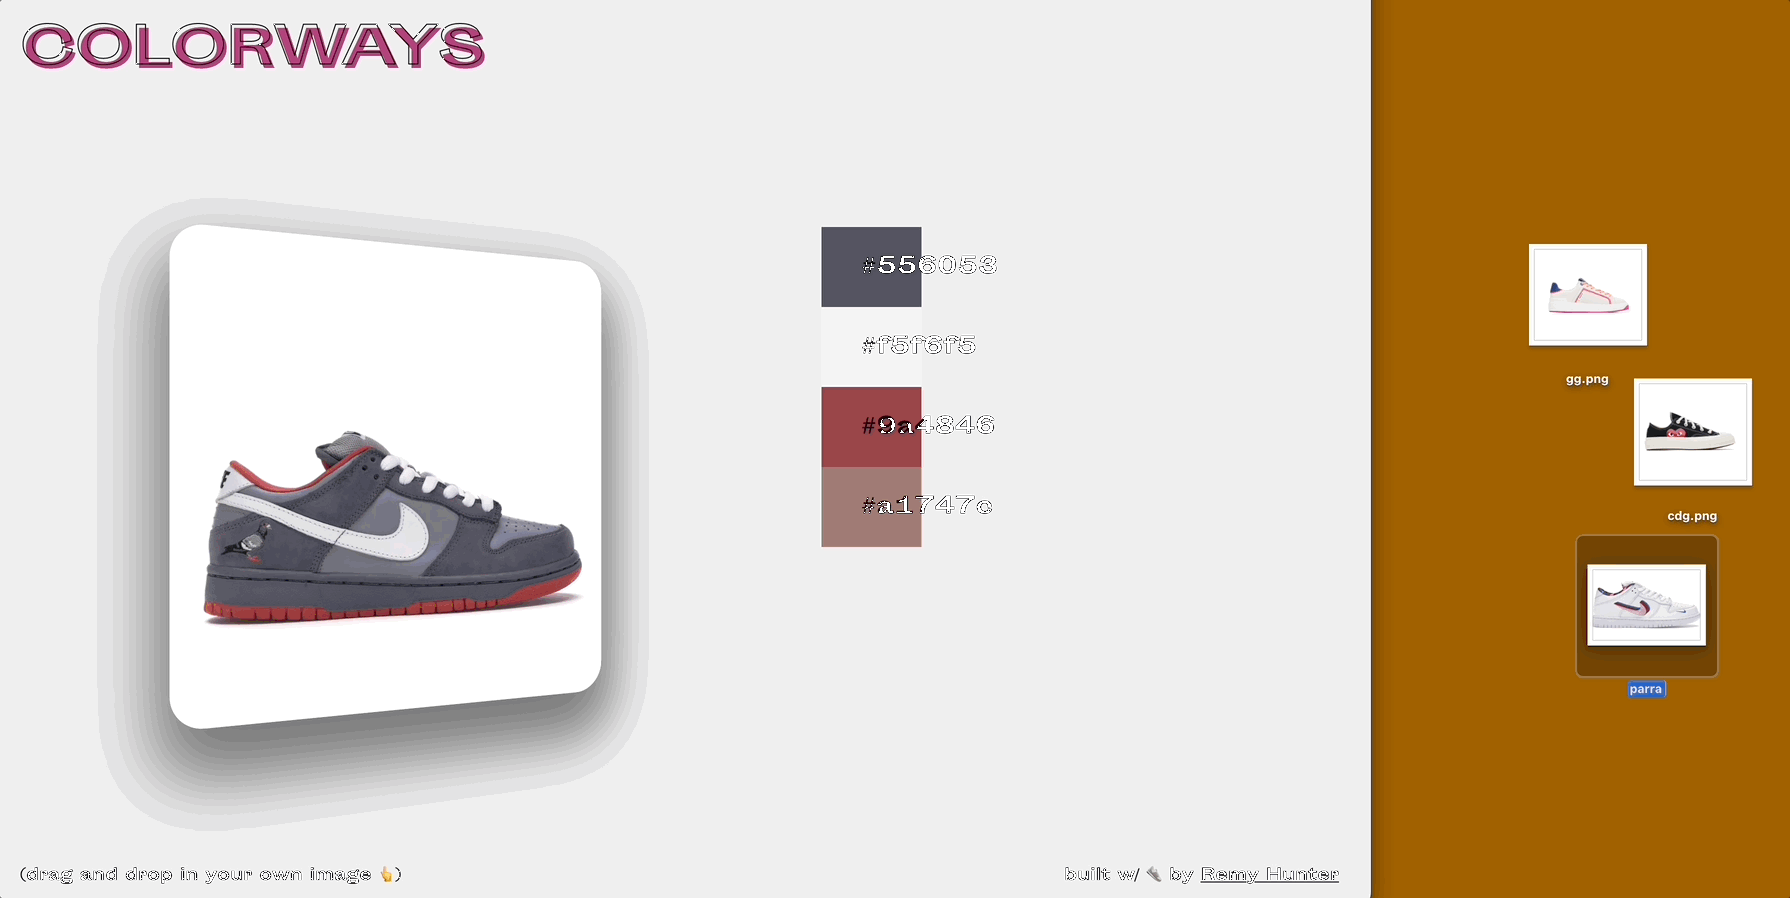 COLORWAYS
#556053
#f5f6f5
#9a4846
#a1747c
gg.png
cdg.png
parra
(drag and drop in your own image 👆)
built w/ 🔌 by Remy Hunter